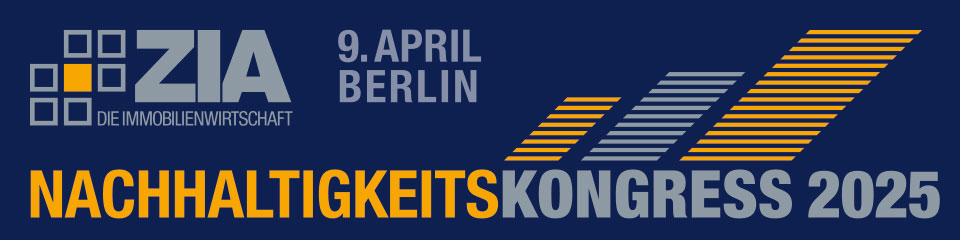 ZIA
DIE IMMOBILIENWIRTSCHAFT
9. APRIL
BERLIN
NACHHALTIGKEITSKONGRESS 2025